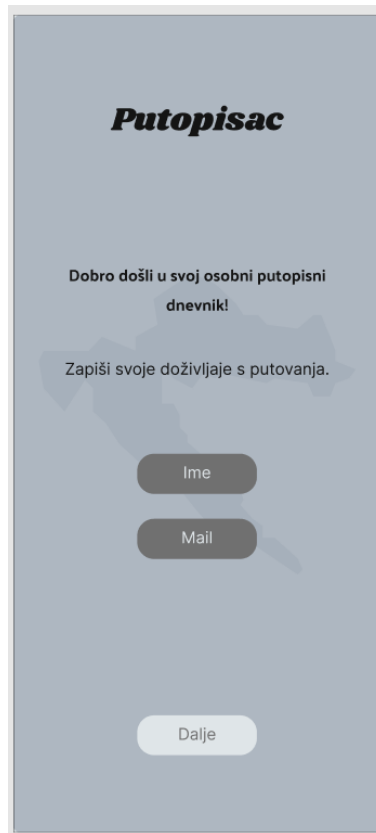 Putopisac
Dobro došli u svoj osobni putopisni
dnevnik!
Zapiši svoje doživljaje s putovanja.
Ime
Mail
Dalje